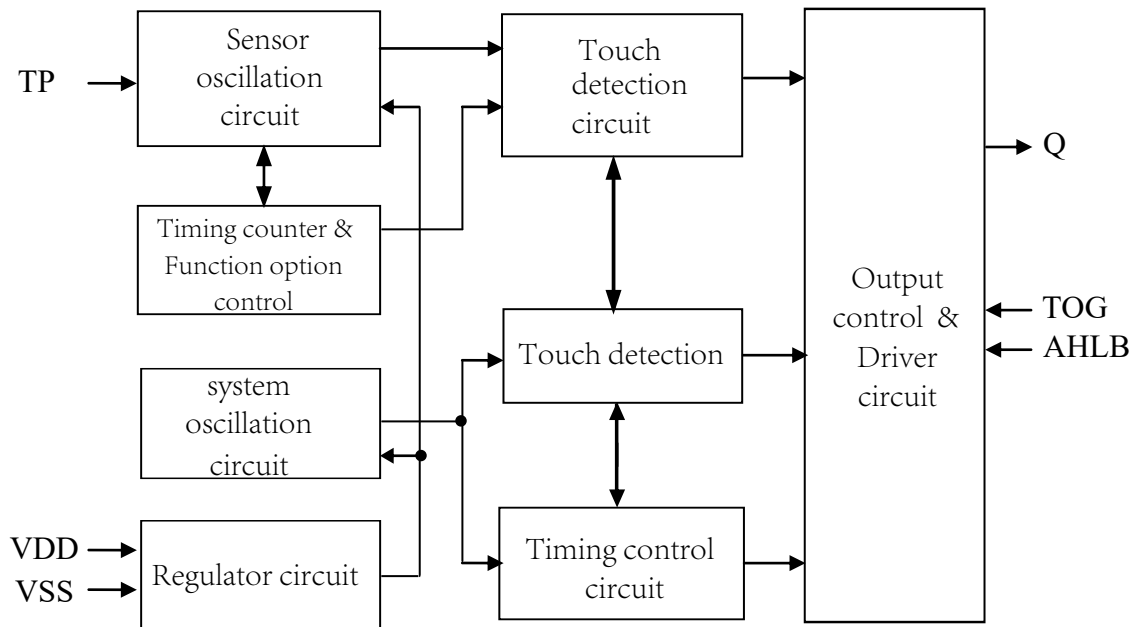 TP
Sensor
oscillation
circuit
Timing counter &
Function option
control
system
oscillation
circuit
VDD
VSS
Regulator circuit
Touch
detection
circuit
Touch detection
Timing control
circuit
Output
control &
Driver
circuit
Q
TOG
AHLB